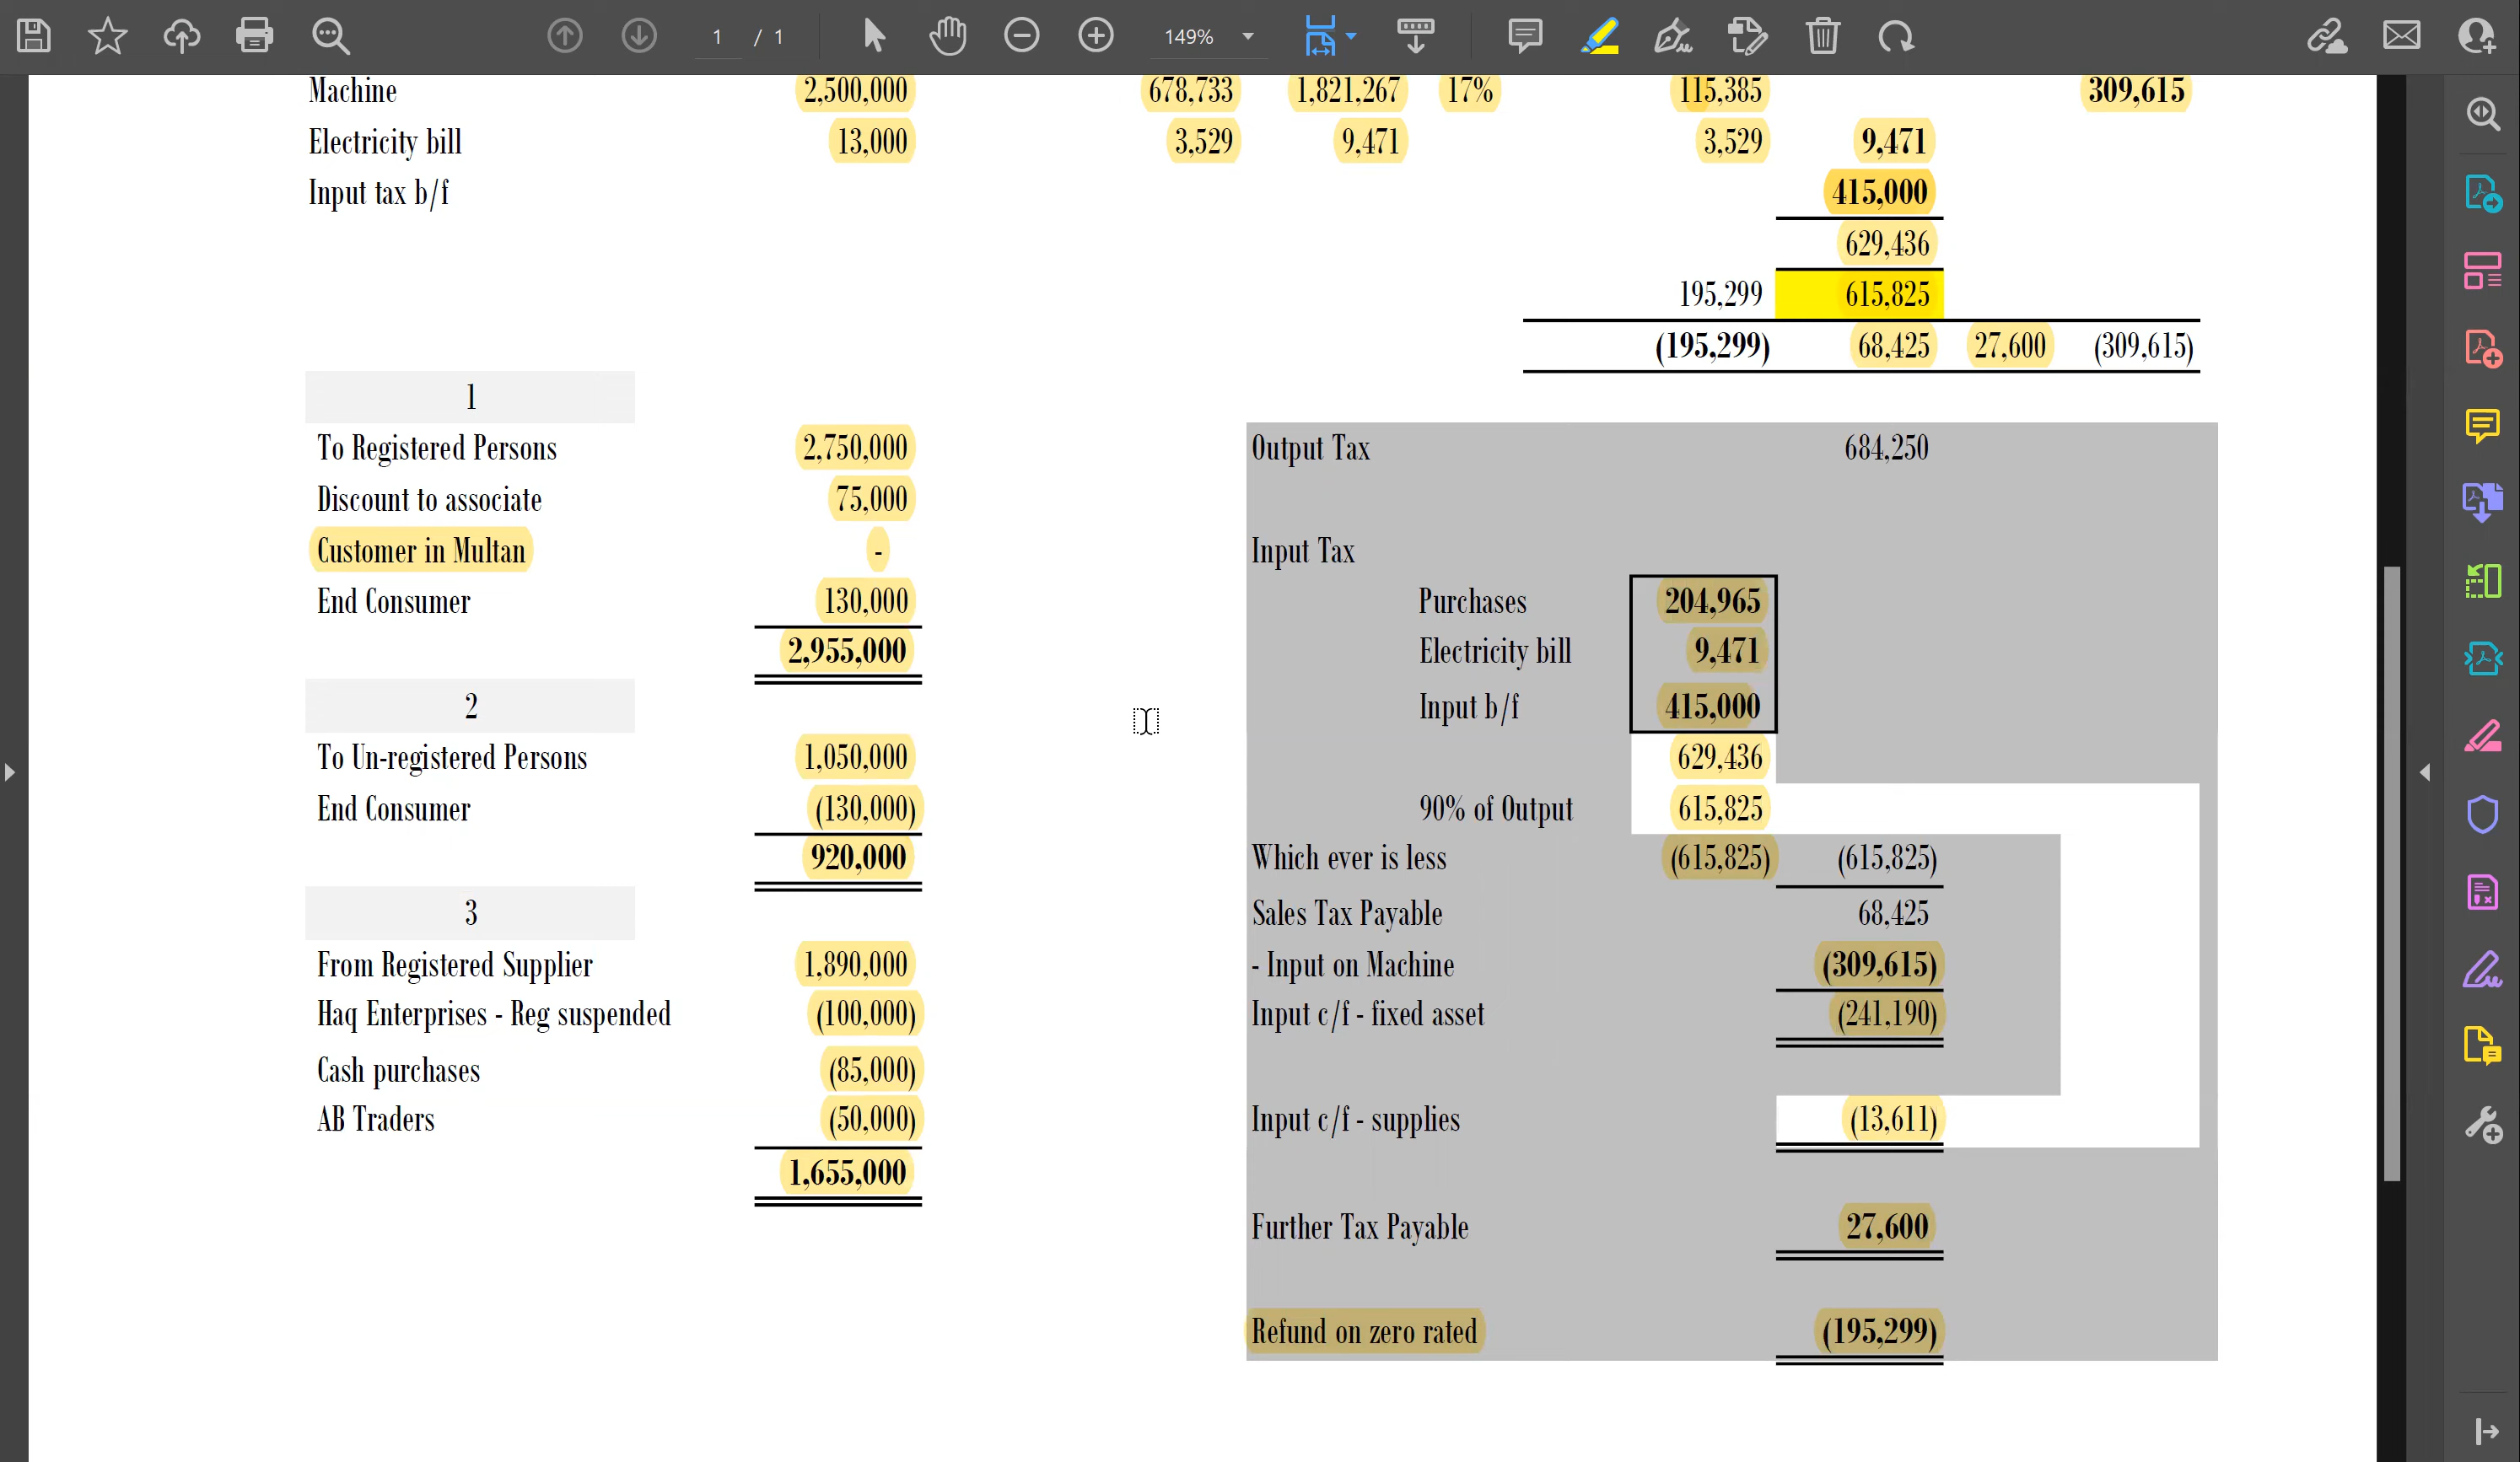 1 / 1 149%
Machine 2,500,000 678,733 1,821,267 17% 115,385 309,615
Electricity bill 13,000 3,529 9,471 3,529 9,471
Input tax b/f 415,000
629,436
195,299 615,825
(195,299) 68,425 27,600 (309,615)
1
To Registered Persons 2,750,000
Discount to associate 75,000
Customer in Multan -
End Consumer 130,000
2,955,000
2
To Un-registered Persons 1,050,000
End Consumer (130,000)
920,000
3
From Registered Supplier 1,890,000
Haq Enterprises - Reg suspended (100,000)
Cash purchases (85,000)
AB Traders (50,000)
1,655,000
Output Tax 684,250
Input Tax
Purchases 204,965
Electricity bill 9,471
Input b/f 415,000
629,436
90% of Output 615,825
Which ever is less (615,825) (615,825)
Sales Tax Payable 68,425
- Input on Machine (309,615)
Input c/f - fixed asset (241,190)
Input c/f - supplies (13,611)
Further Tax Payable 27,600
Refund on zero rated (195,299)